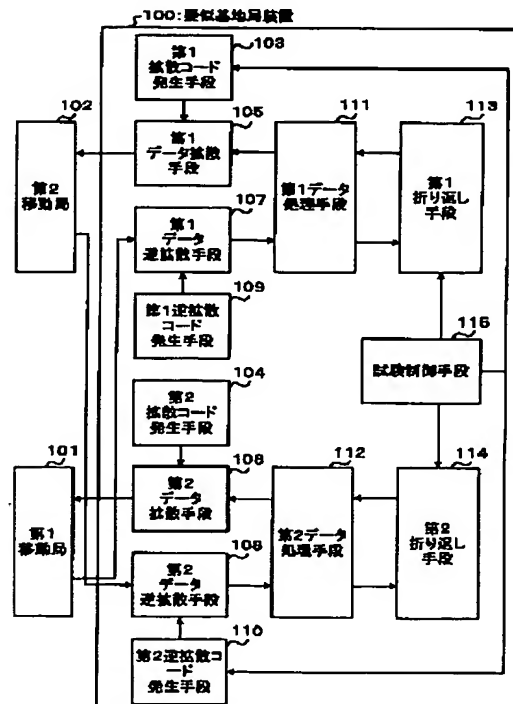 100:擬似基地局装置
103
第1
拡散コード
発生手段
102
第2
移動局
105
第1
データ拡散
手段
111
第1データ
処理手段
113
第1
折り返し
手段
107
第1
データ
逆拡散手段
109
第1逆拡散
コード
発生手段
115
試験制御手段
104
第2
拡散コード
発生手段
101
第1
移動局
108
第2
データ
拡散手段
112
第2データ
処理手段
114
第2
折り返し
手段
108
第2
データ
逆拡散手段
110
第2逆拡散コ
ード
発生手段